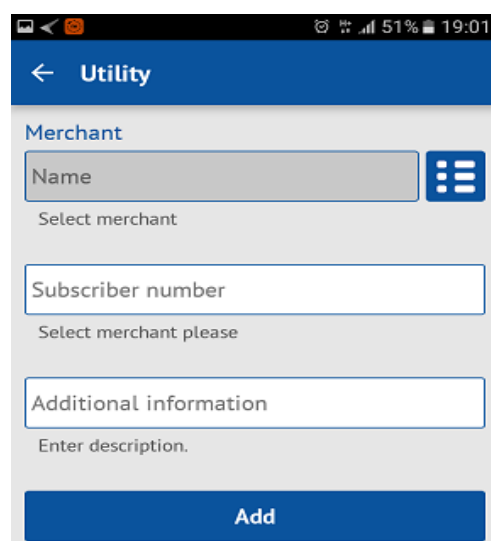 51% 19:01
Utility
Merchant
Name
Select merchant
Subscriber number
Select merchant please
Additional information
Enter description.
Add